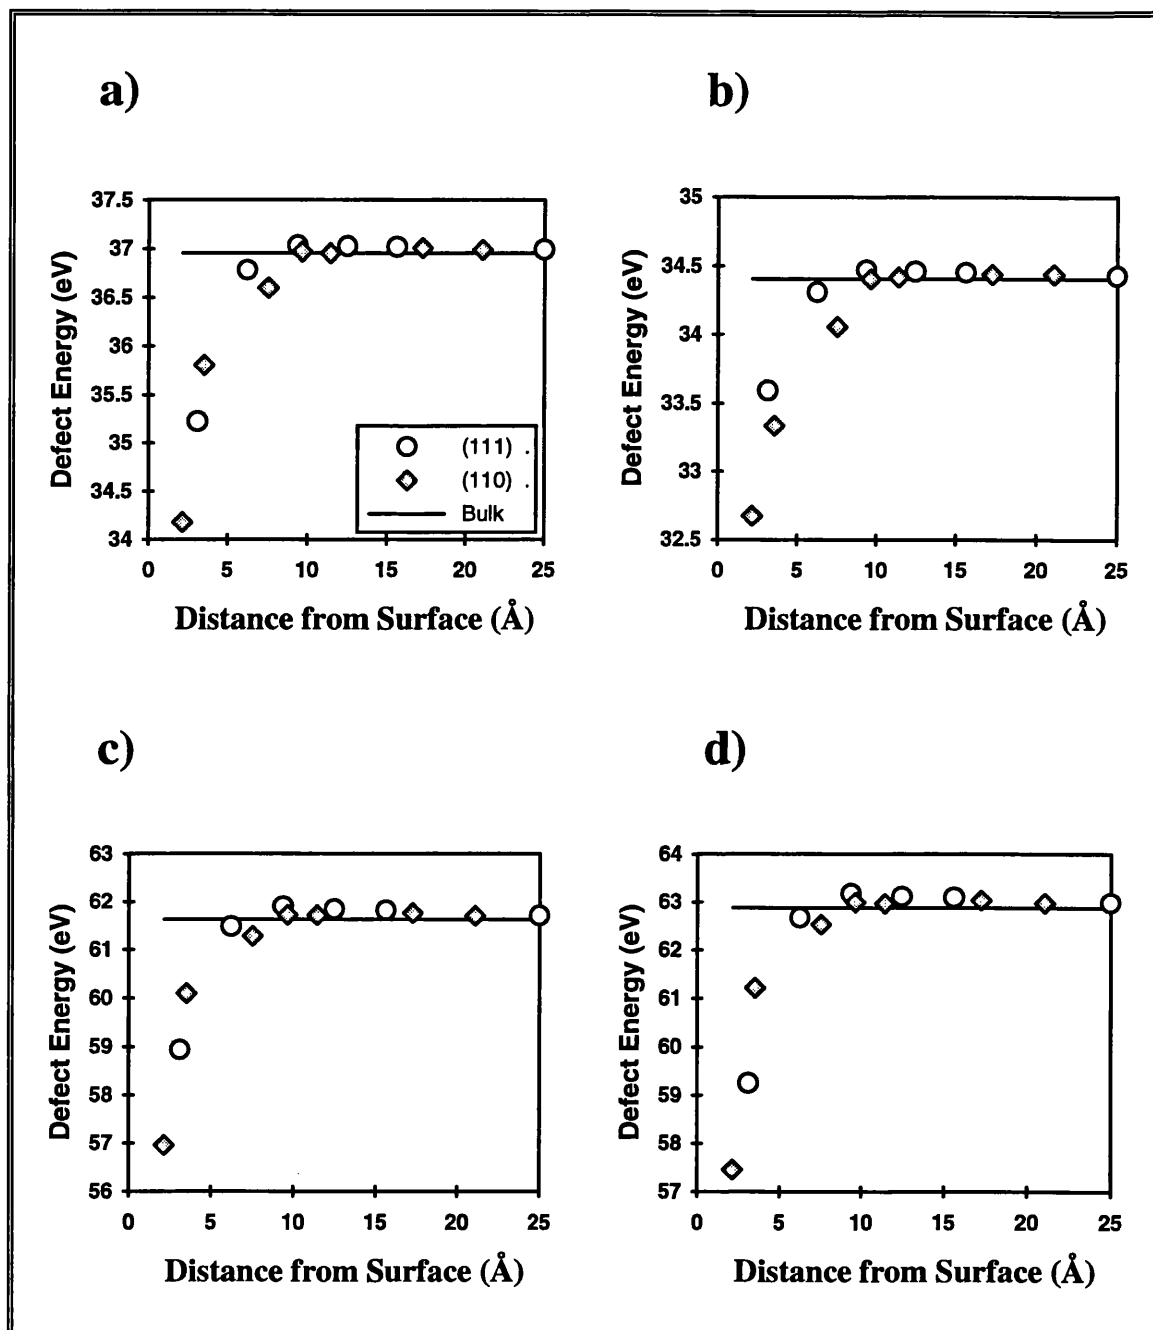 a)
37.5
37
36.5
36
35.5
35
34.5
34
Defect Energy (eV)
(111) .
(110) .
Bulk
0 5 10 15 20 25
Distance from Surface (Å)
b)
35
34.5
34
33.5
33
32.5
Defect Energy (eV)
0 5 10 15 20 25
Distance from Surface (Å)
c)
63
62
61
60
59
58
57
56
Defect Energy (eV)
0 5 10 15 20 25
Distance from Surface (Å)
d)
64
63
62
61
60
59
58
57
Defect Energy (eV)
0 5 10 15 20 25
Distance from Surface (Å)